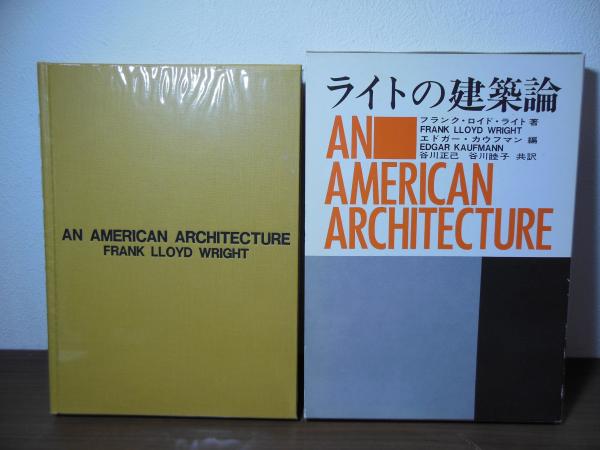 AN AMERICAN ARCHITECTURE
FRANK LLOYD WRIGHT
ライトの建築論
フランク・ロイド・ライト 著
FRANK LLOYD WRIGHT
エドガー・カウフマン 編
EDGAR KAUFMANN
谷川正己 谷川睦子 共訳
AN
AMERICAN
ARCHITECTURE